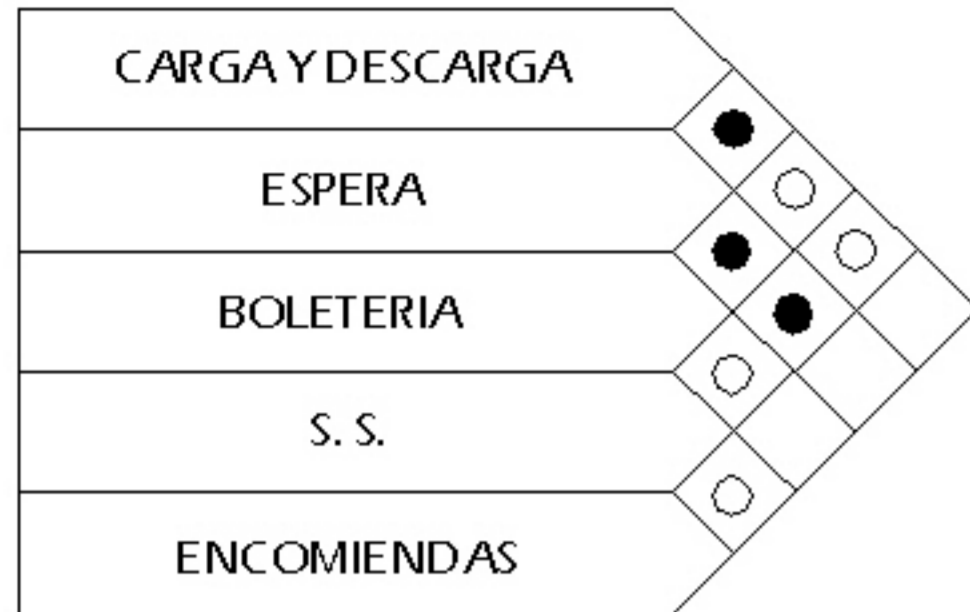 CARGA Y DESCARGA
ESPERA
BOLETERIA
S. S.
ENCOMIENDAS